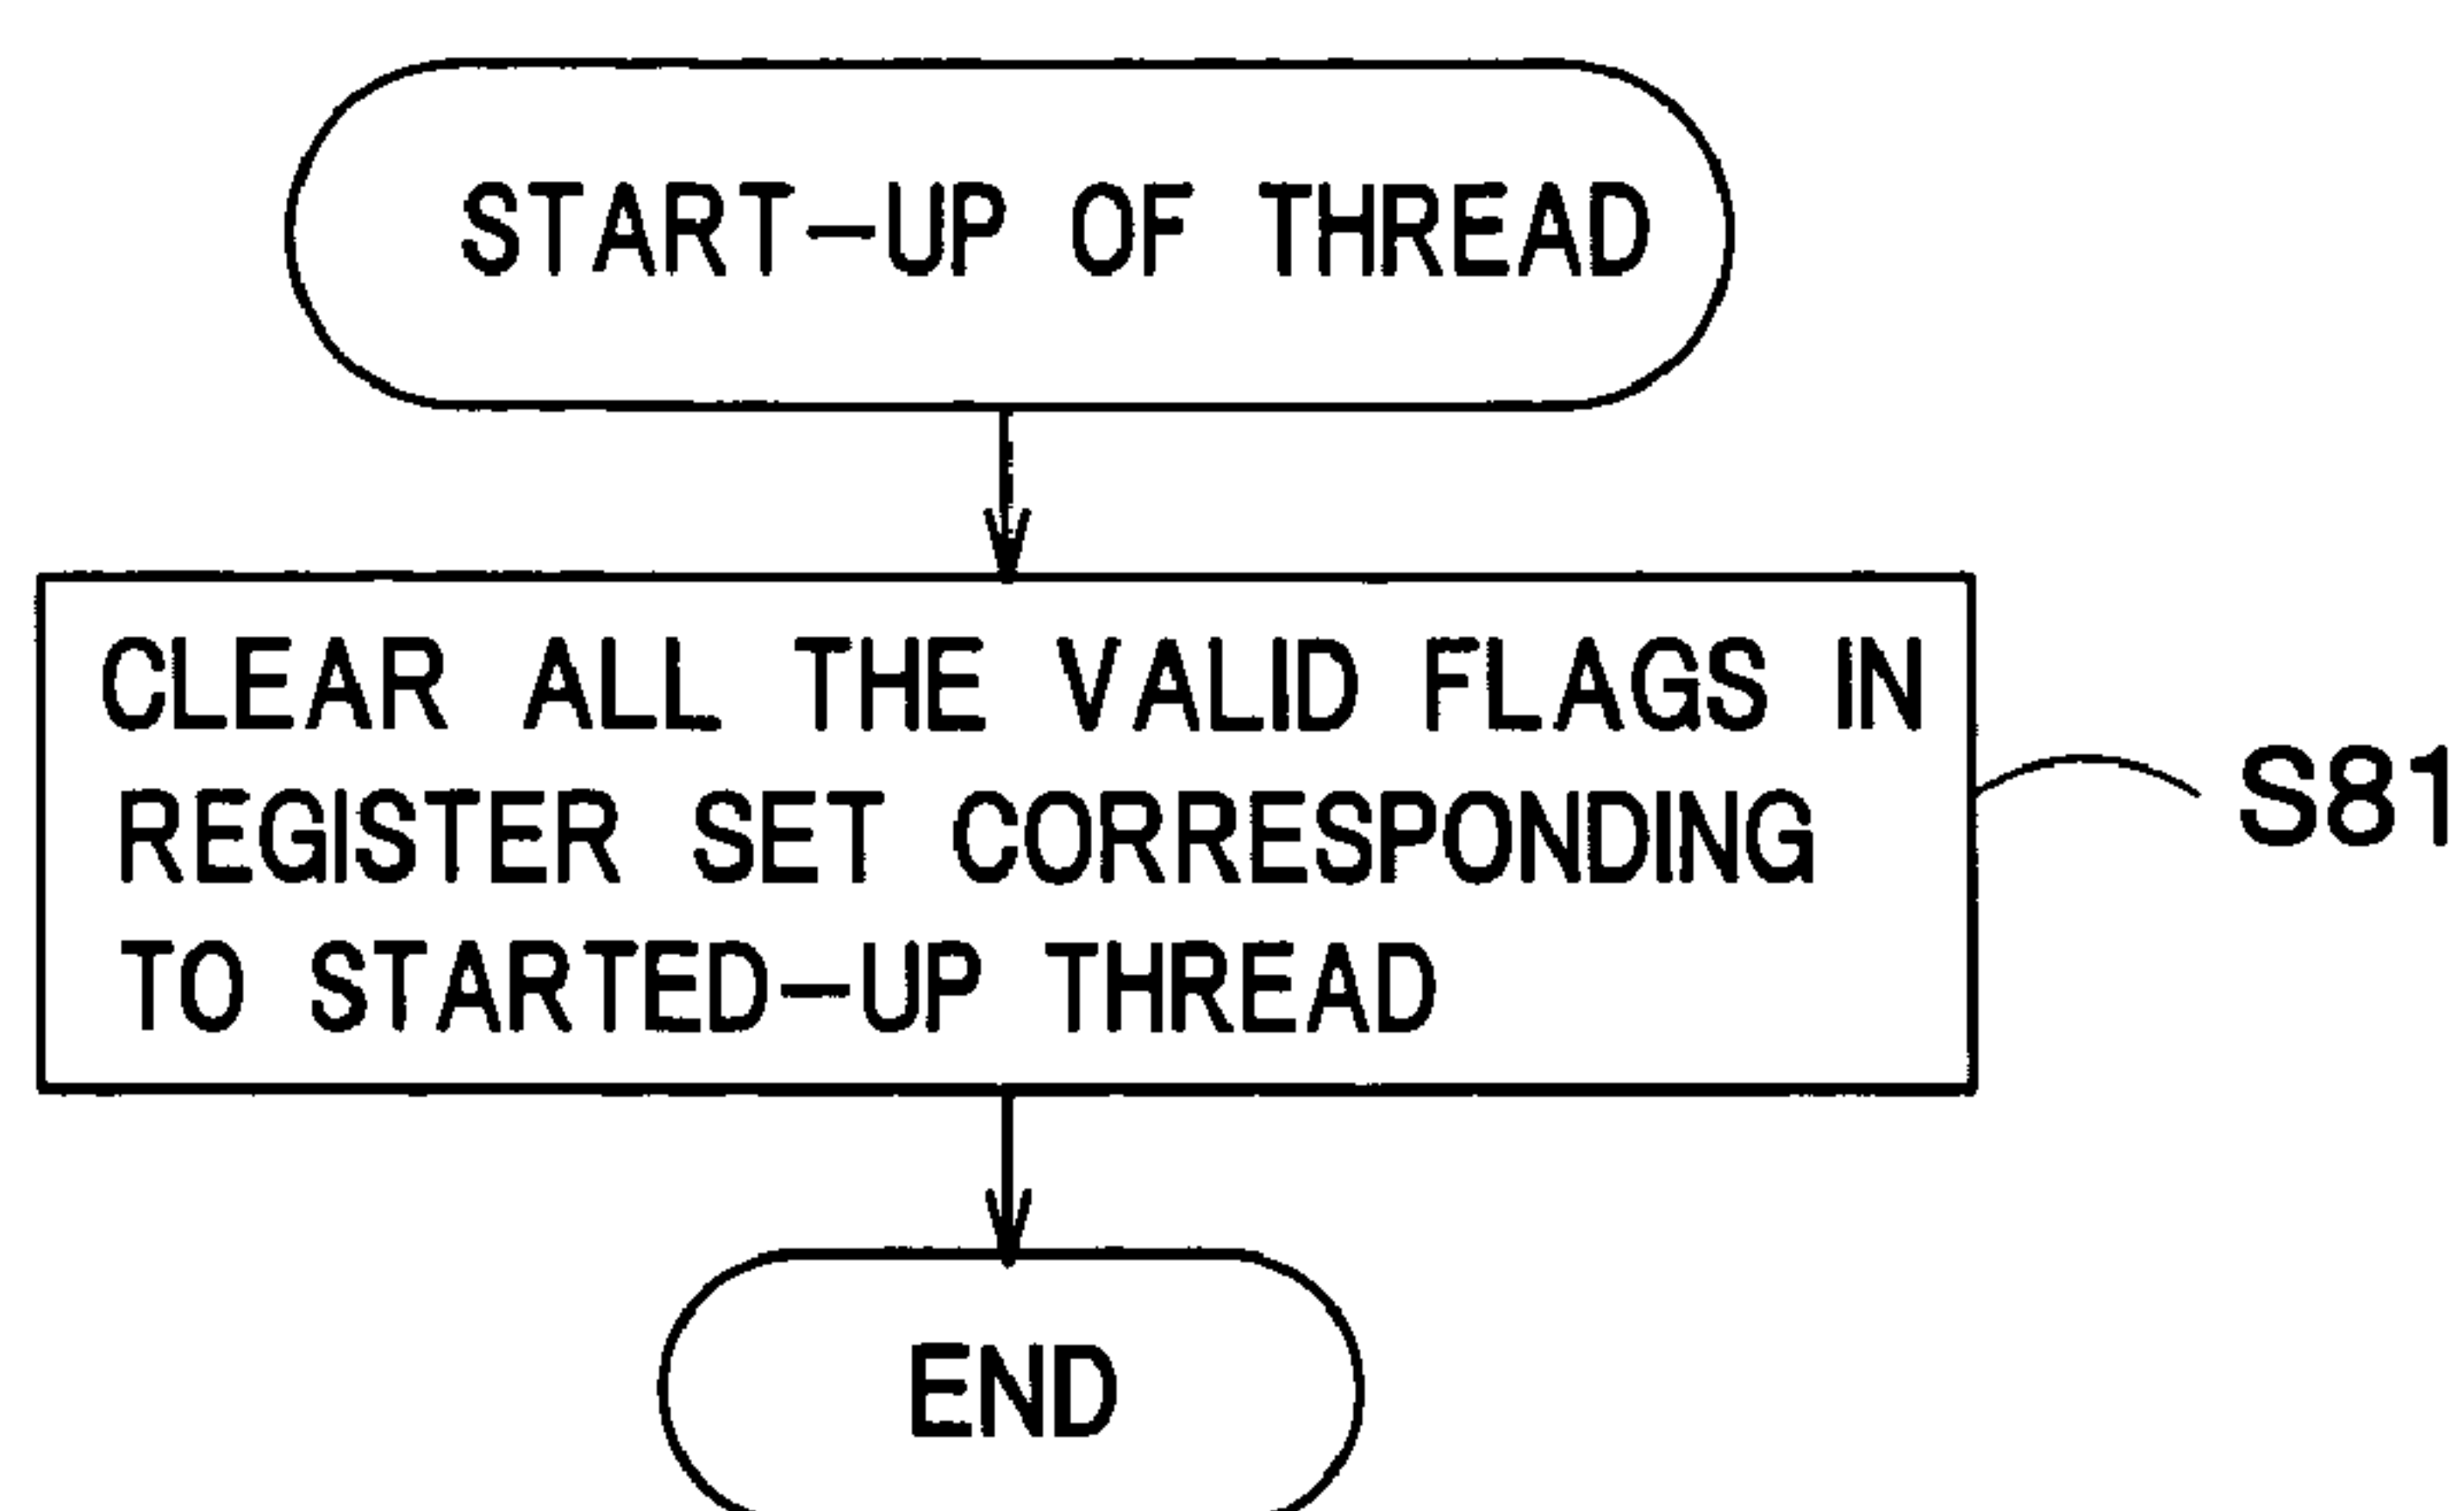 START-UP OF THREAD
CLEAR ALL THE VALID FLAGS IN
REGISTER SET CORRESPONDING
TO STARTED-UP THREAD
S81
END